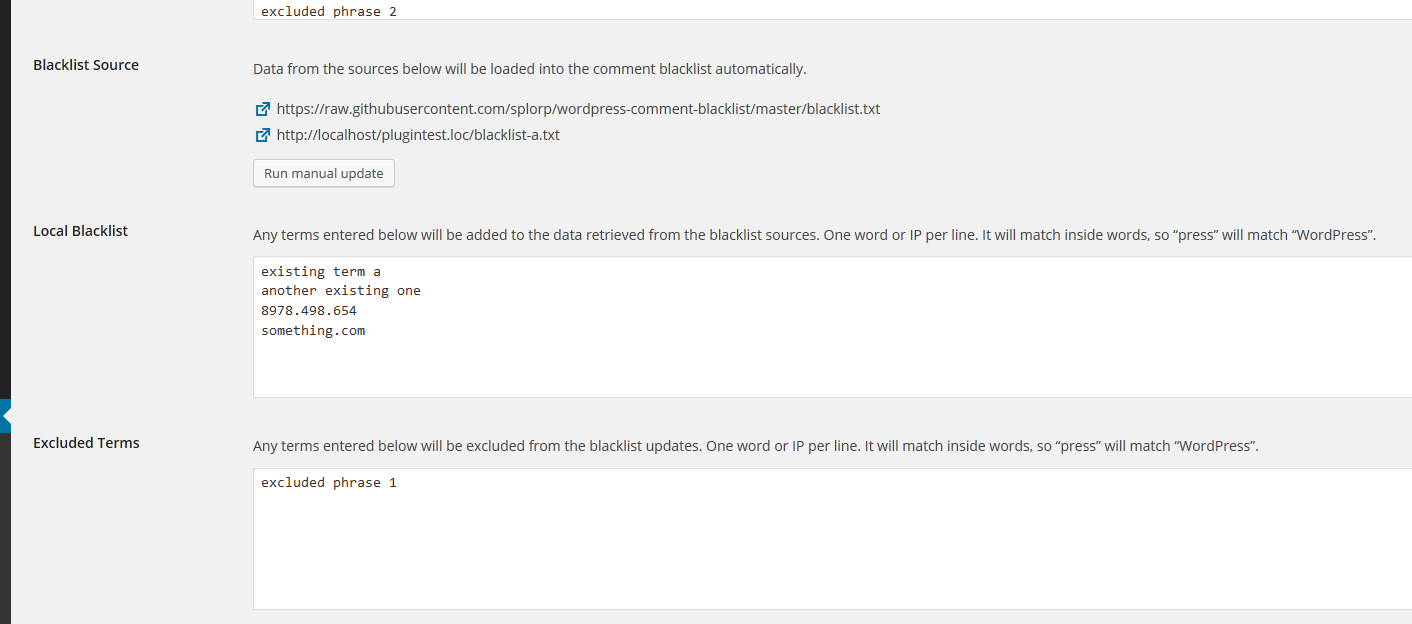 excluded phrase 2
Blacklist Source
Data from the sources below will be loaded into the comment blacklist automatically.
https://raw.githubusercontent.com/splorp/wordpress-comment-blacklist/master/blacklist.txt
http://localhost/plugintest.loc/blacklist-a.txt
Run manual update
Local Blacklist
Any terms entered below will be added to the data retrieved from the blacklist sources. One word or IP per line. It will match inside words, so “press” will match “WordPress”.
existing term a
another existing one
8978.498.654
something.com
Excluded Terms
Any terms entered below will be excluded from the blacklist updates. One word or IP per line. It will match inside words, so “press” will match “WordPress”.
excluded phrase 1